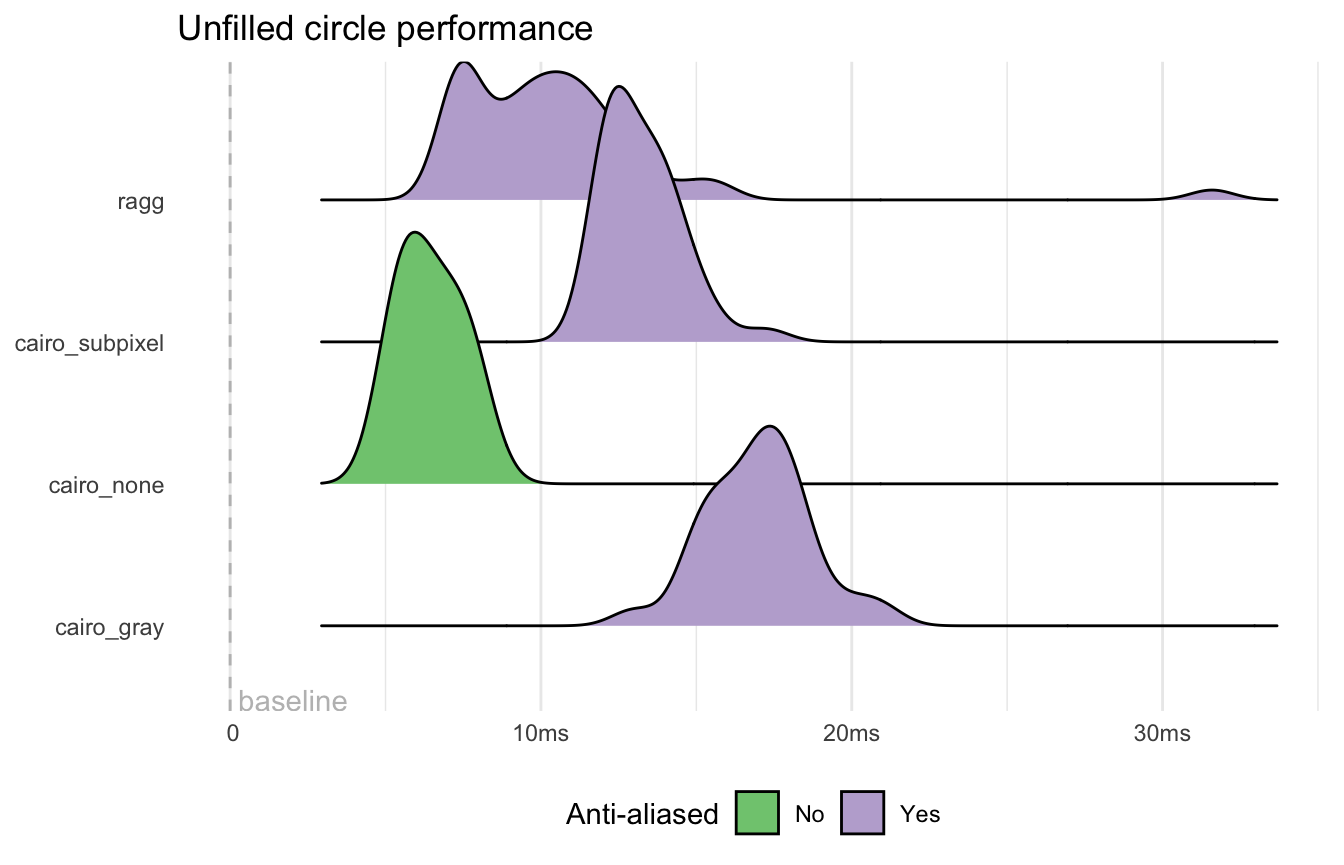 Unfilled circle performance
ragg
cairo_subpixel
cairo_none
cairo_gray
baseline
0 10ms 20ms 30ms
Anti-aliased No Yes